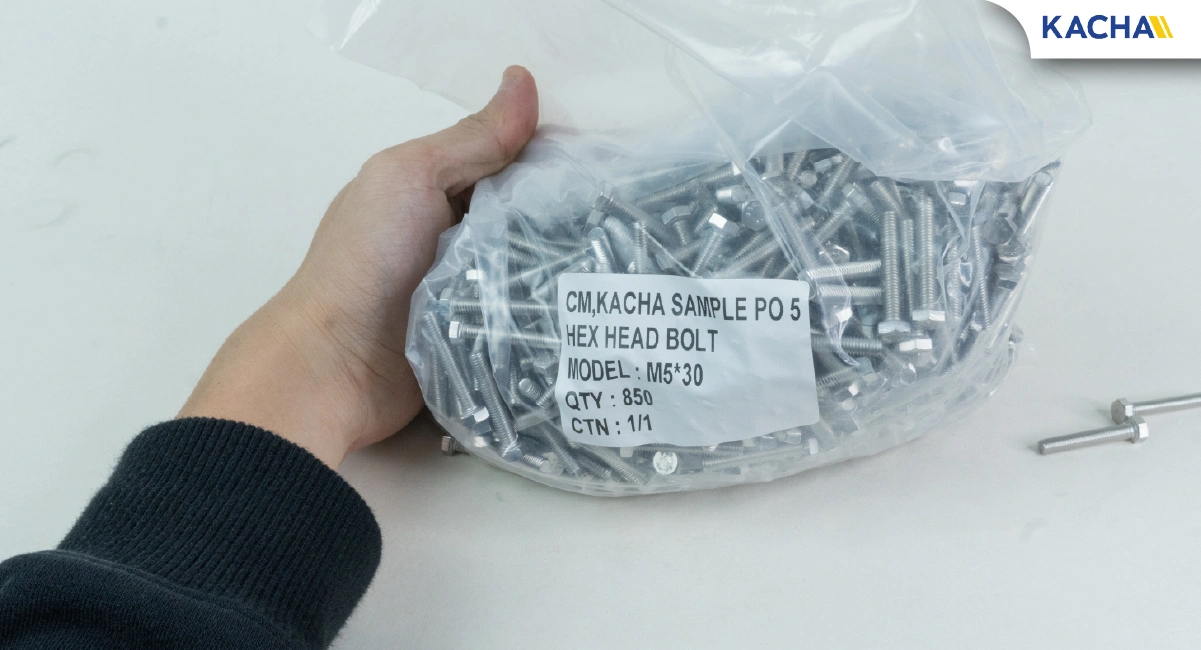 KACHA
CM,KACHA SAMPLE PO 5
HEX HEAD BOLT
MODEL : M5*30
QTY : 850
CTN : 1/1